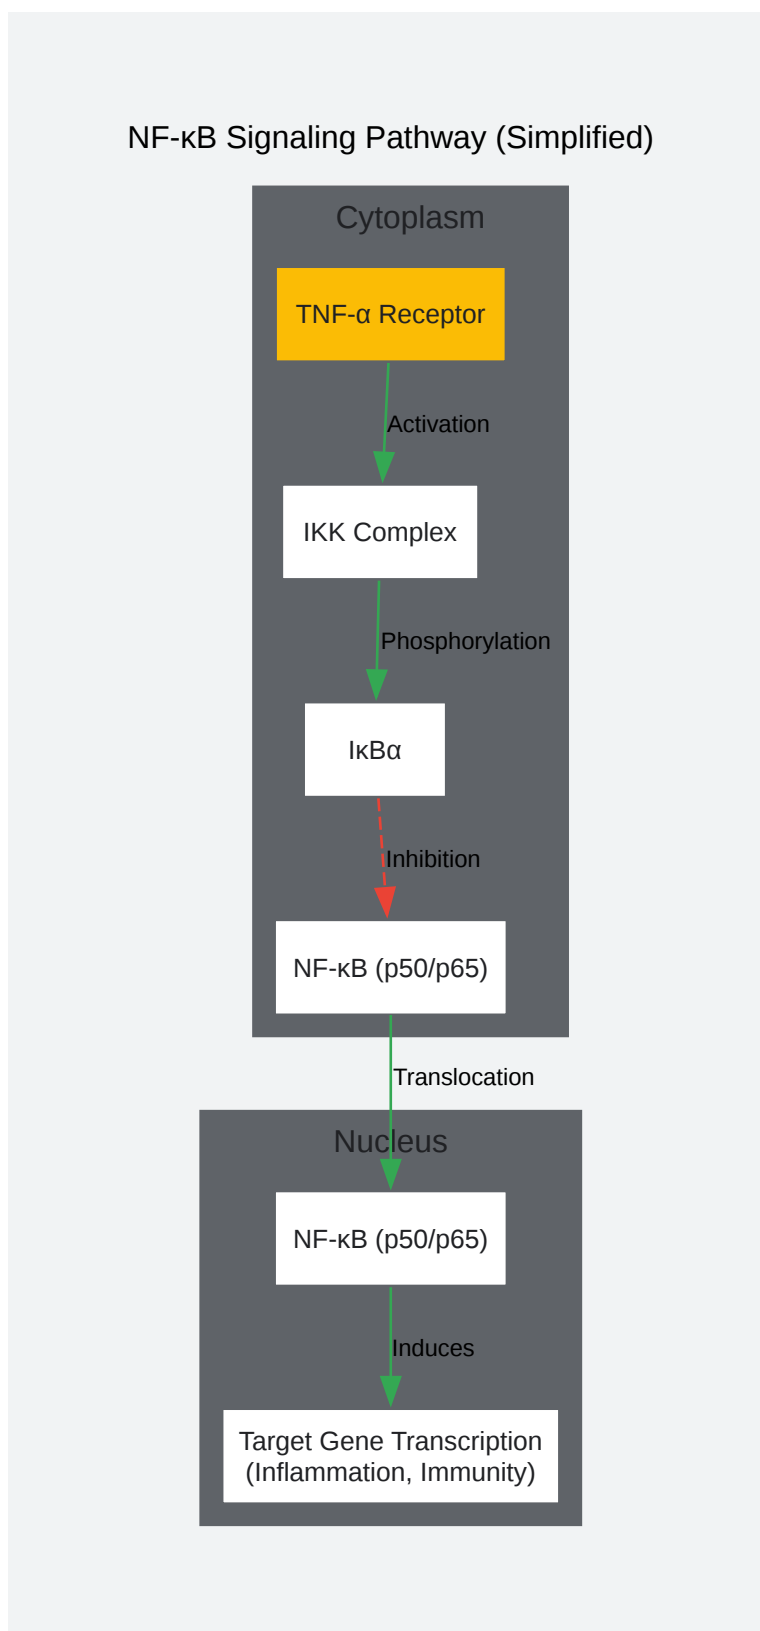 NF-κB Signaling Pathway (Simplified)
Cytoplasm
TNF-α Receptor
Activation
IKK Complex
Phosphorylation
IκBα
Inhibition
NF-κB (p50/p65)
Translocation
Nucleus
NF-κB (p50/p65)
Induces
Target Gene Transcription
(Inflammation, Immunity)